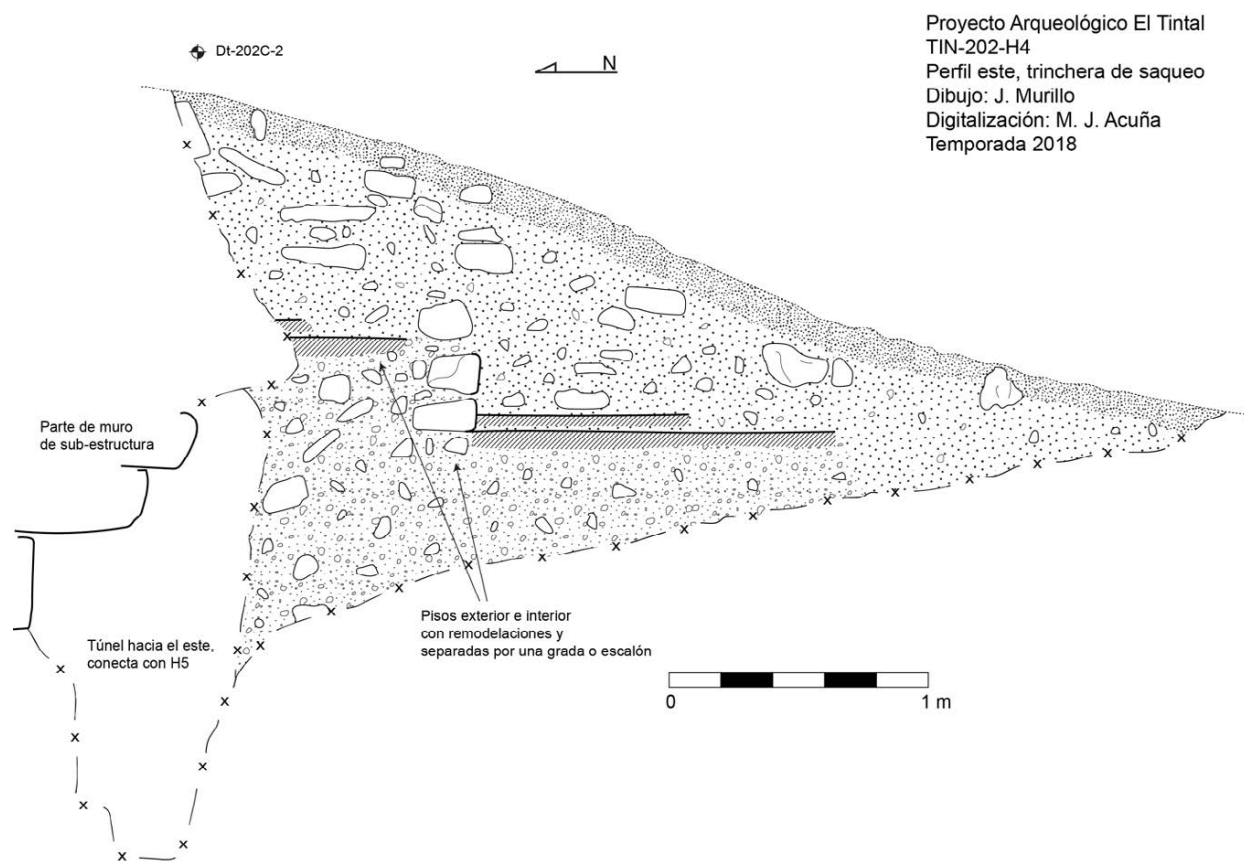 Proyecto Arqueológico El Tintal
TIN-202-H4
Perfil este, trinchera de saqueo
Dibujo: J. Murillo
Digitalización: M. J. Acuña
Temporada 2018
Dt-202C-2
N
Parte de muro
de sub-estructura
Túnel hacia el este,
conecta con H5
Pisos exterior e interior
con remodelaciones y
separadas por una grada o escalón
0 1 m